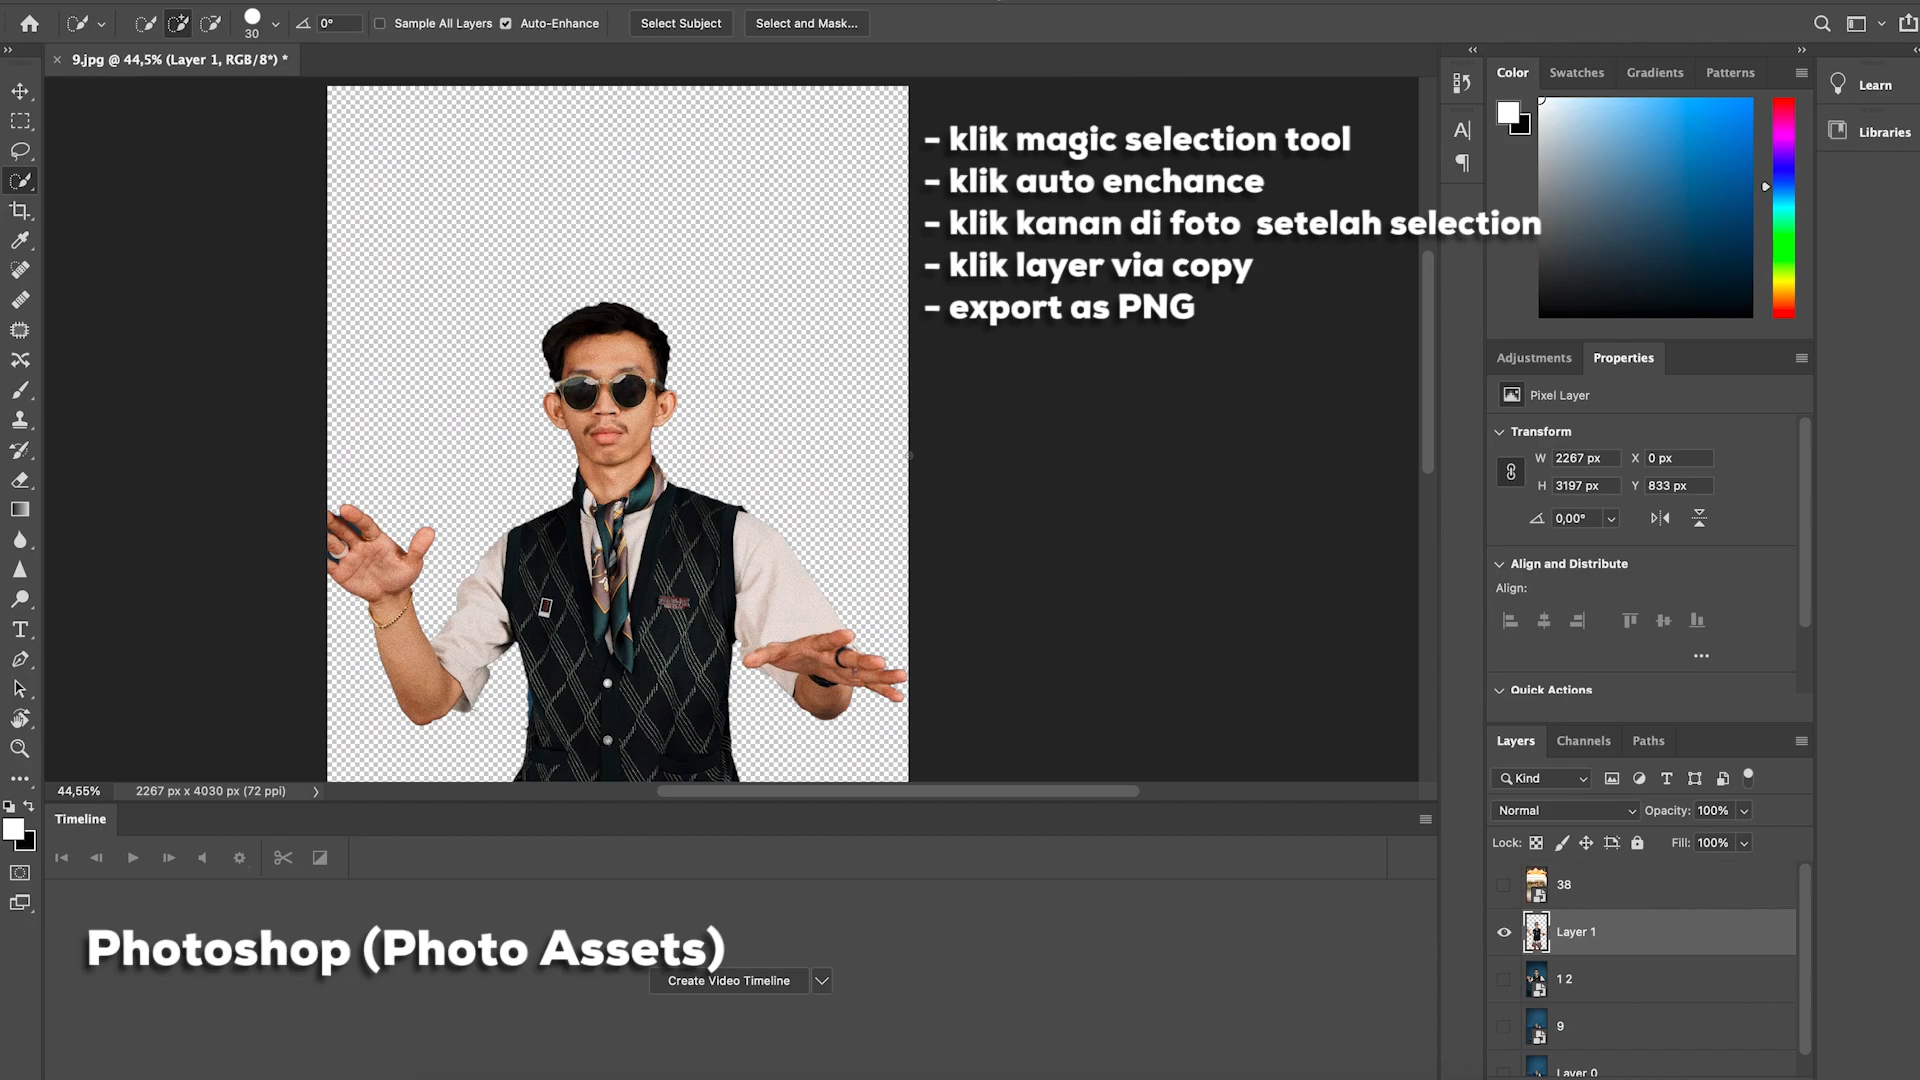 30
0°
Sample All Layers
Auto-Enhance
Select Subject
Select and Mask...
9.jpg @ 44,5% (Layer 1, RGB/8*) *
- klik magic selection tool
- klik auto enchance
- klik kanan di foto  setelah selection
- klik layer via copy
- export as PNG
Color
Swatches
Gradients
Patterns
Learn
Libraries
Adjustments
Properties
Pixel Layer
Transform
W 2267 px X 0 px
H 3197 px Y 833 px
0,00°
Align and Distribute
Align:
Quick Actions
44,55%
2267 px x 4030 px (72 ppi)
Timeline
Layers
Channels
Paths
Kind
Normal
Opacity: 100%
Lock:
Fill: 100%
38
Layer 1
1 2
9
Layer 0
Photoshop (Photo Assets)
Create Video Timeline